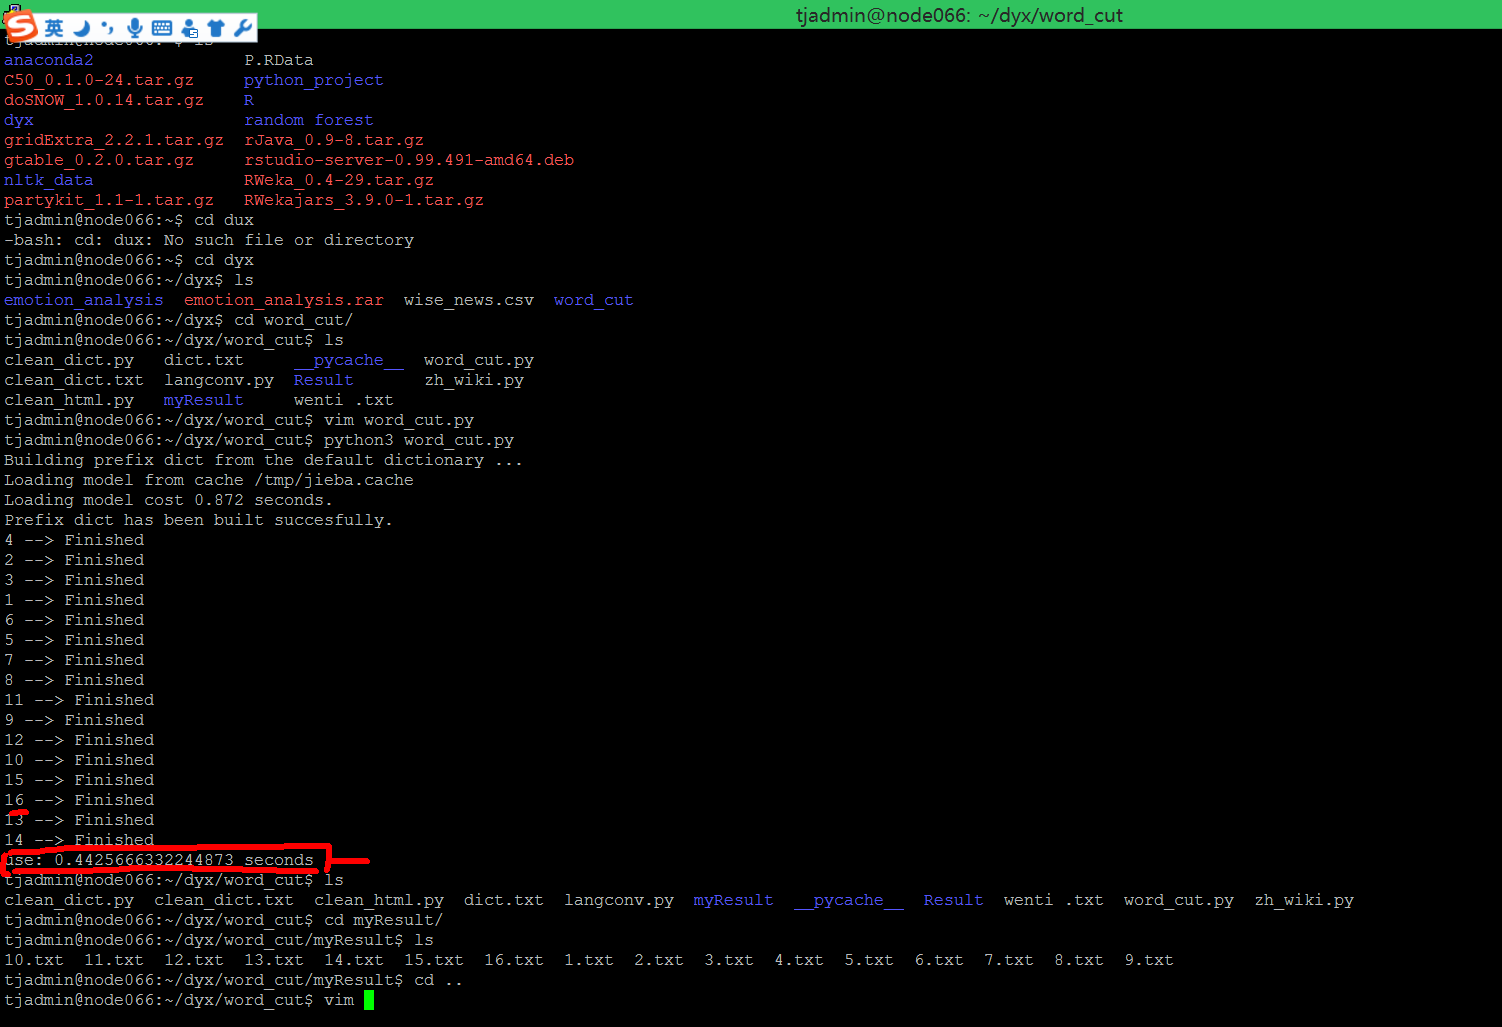 tjadmin@node066: ~/dyx/word_cut
英
anaconda2 P.RData
C50_0.1.0-24.tar.gz python_project
doSNOW_1.0.14.tar.gz R
dyx random forest
gridExtra_2.2.1.tar.gz rJava_0.9-8.tar.gz
gtable_0.2.0.tar.gz rstudio-server-0.99.491-amd64.deb
nltk_data RWeka_0.4-29.tar.gz
partykit_1.1-1.tar.gz RWekajars_3.9.0-1.tar.gz
tjadmin@node066:~$ cd dux
-bash: cd: dux: No such file or directory
tjadmin@node066:~$ cd dyx
tjadmin@node066:~/dyx$ ls
emotion_analysis emotion_analysis.rar wise_news.csv word_cut
tjadmin@node066:~/dyx$ cd word_cut/
tjadmin@node066:~/dyx/word_cut$ ls
clean_dict.py dict.txt __pycache__ word_cut.py
clean_dict.txt langconv.py Result zh_wiki.py
clean_html.py myResult wenti .txt
tjadmin@node066:~/dyx/word_cut$ vim word_cut.py
tjadmin@node066:~/dyx/word_cut$ python3 word_cut.py
Building prefix dict from the default dictionary ...
Loading model from cache /tmp/jieba.cache
Loading model cost 0.872 seconds.
Prefix dict has been built succesfully.
4 --> Finished
2 --> Finished
3 --> Finished
1 --> Finished
6 --> Finished
5 --> Finished
7 --> Finished
8 --> Finished
11 --> Finished
9 --> Finished
12 --> Finished
10 --> Finished
15 --> Finished
16 --> Finished
13 --> Finished
14 --> Finished
use: 0.4425666332244873 seconds
tjadmin@node066:~/dyx/word_cut$ ls
clean_dict.py clean_dict.txt clean_html.py dict.txt langconv.py myResult __pycache__ Result wenti .txt word_cut.py zh_wiki.py
tjadmin@node066:~/dyx/word_cut$ cd myResult/
tjadmin@node066:~/dyx/word_cut/myResult$ ls
10.txt 11.txt 12.txt 13.txt 14.txt 15.txt 16.txt 1.txt 2.txt 3.txt 4.txt 5.txt 6.txt 7.txt 8.txt 9.txt
tjadmin@node066:~/dyx/word_cut/myResult$ cd ..
tjadmin@node066:~/dyx/word_cut$ vim